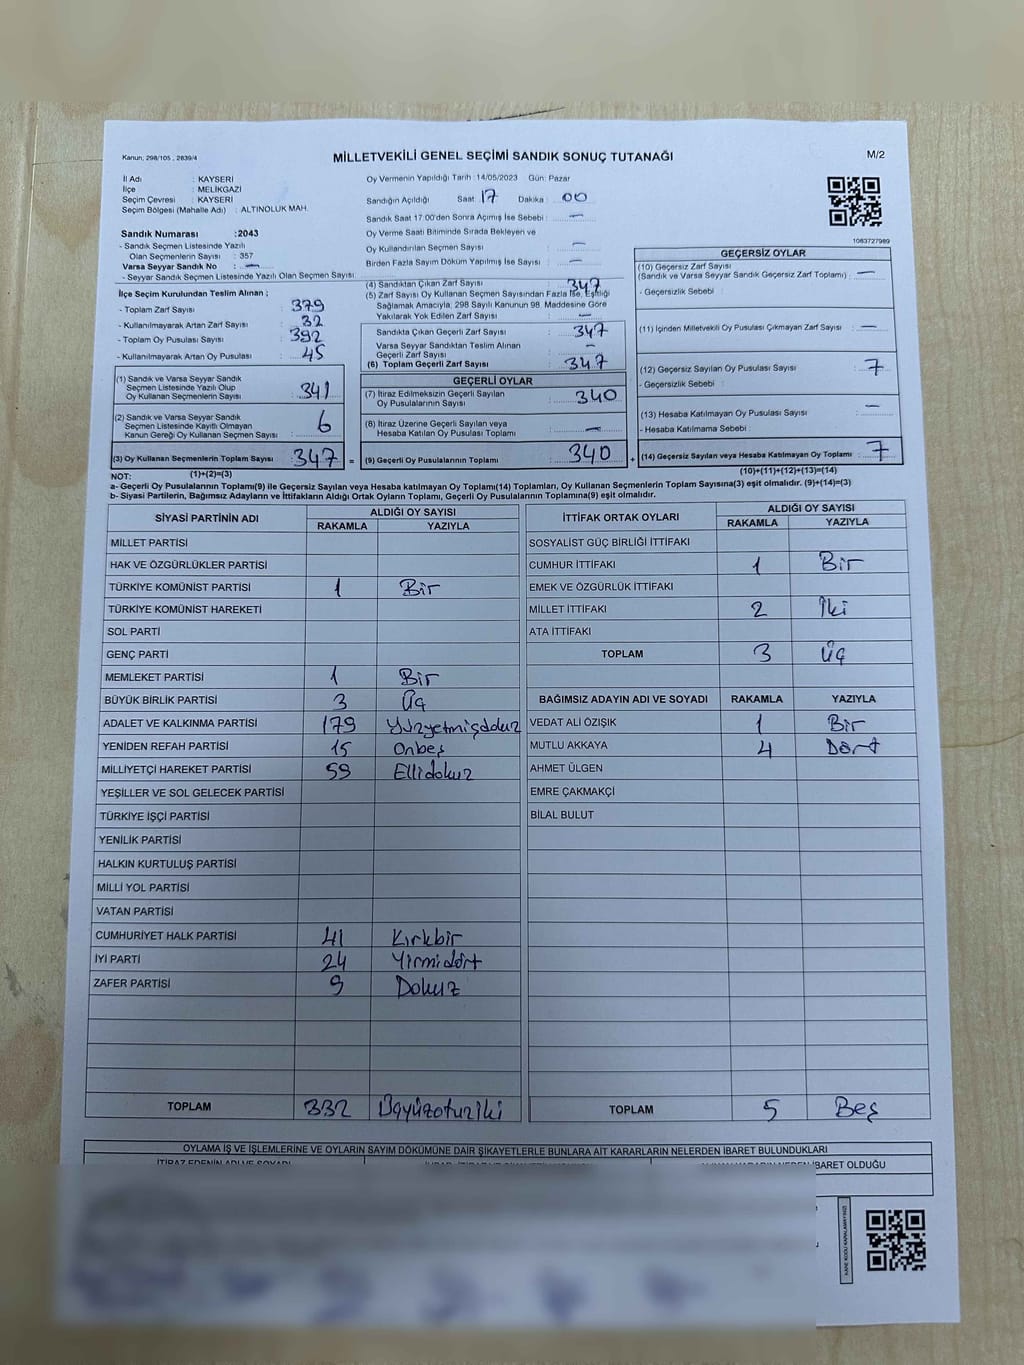 Kanun; 298/105 , 2839/4
MİLLETVEKİLİ GENEL SEÇİMİ SANDIK SONUÇ TUTANAĞI
M/2
İl Adı : KAYSERİ
İlçe : MELİKGAZİ
Seçim Çevresi : KAYSERİ
Seçim Bölgesi (Mahalle Adı) : ALTINOLUK MAH.
Sandık Numarası :2043
- Sandık Seçmen Listesinde Yazılı
Olan Seçmenlerin Sayısı : 357
Varsa Seyyar Sandık No : —
- Seyyar Sandık Seçmen Listesinde Yazılı Olan Seçmen Sayısı
İlçe Seçim Kurulundan Teslim Alınan ;
- Toplam Zarf Sayısı : 379
- Kullanılmayarak Artan Zarf Sayısı : 32
- Toplam Oy Pusulası Sayısı : 392
- Kullanılmayarak Artan Oy Pusulası : 45
(1) Sandık ve Varsa Seyyar Sandık
Seçmen Listesinde Yazılı Olup
Oy Kullanan Seçmenlerin Sayısı : 341
(2) Sandık ve Varsa Seyyar Sandık
Seçmen Listesinde Kayıtlı Olmayan
Kanun Gereği Oy Kullanan Seçmen Sayısı : 6
(3) Oy Kullanan Seçmenlerin Toplam Sayısı : 347
(1)+(2)=(3)
Oy Vermenin Yapıldığı Tarih : 14/05/2023 Gün: Pazar
Sandığın Açıldığı Saat 17 Dakika : 00
Sandık Saat 17:00'den Sonra Açımış İse Sebebi : —
Oy Verme Saati Bitiminde Sırada Bekleyen ve
Oy Kullandırılan Seçmen Sayısı : —
Birden Fazla Sayım Döküm Yapılmış İse Sayısı : —
(4) Sandıktan Çıkan Zarf Sayısı : 347
(5) Zarf Sayısı Oy Kullanan Seçmen Sayısından Fazla İse, Eşitliği
Sağlamak Amacıyla, 298 Sayılı Kanunun 98. Maddesine Göre
Yakılarak Yok Edilen Zarf Sayısı : —
Sandıkta Çıkan Geçerli Zarf Sayısı : 347
Varsa Seyyar Sandıktan Teslim Alınan
Geçerli Zarf Sayısı : —
(6) Toplam Geçerli Zarf Sayısı : 347
GEÇERLİ OYLAR
(7) İtiraz Edilmeksizin Geçerli Sayılan
Oy Pusulalarının Sayısı : 340
(8) İtiraz Üzerine Geçerli Sayılan veya
Hesaba Katılan Oy Pusulası Toplamı : —
= (9) Geçerli Oy Pusulalarının Toplamı : 340 +
1083727989
GEÇERSİZ OYLAR
(10) Geçersiz Zarf Sayısı
(Sandık ve Varsa Seyyar Sandık Geçersiz Zarf Toplamı) : —
- Geçersizlik Sebebi :
(11) İçinden Milletvekili Oy Pusulası Çıkmayan Zarf Sayısı : —
(12) Geçersiz Sayılan Oy Pusulası Sayısı : 7
- Geçersizlik Sebebi :
(13) Hesaba Katılmayan Oy Pusulası Sayısı : —
- Hesaba Katılmama Sebebi :
(14) Geçersiz Sayılan veya Hesaba Katılmayan Oy Toplamı : 7
(10)+(11)+(12)+(13)=(14)
NOT:
a- Geçerli Oy Pusulalarının Toplamı(9) ile Geçersiz Sayılan veya Hesaba Katılmayan Oy Toplamı(14) Toplamları, Oy Kullanan Seçmenlerin Toplam Sayısına(3) eşit olmalıdır. (9)+(14)=(3)
b- Siyasi Partilerin, Bağımsız Adayların ve İttifakların Aldığı Ortak Oyların Toplamı, Geçerli Oy Pusulalarının Toplamına(9) eşit olmalıdır.
SİYASİ PARTİNİN ADI ALDIĞI OY SAYISI
RAKAMLA YAZIYLA
MİLLET PARTİSİ
HAK VE ÖZGÜRLÜKLER PARTİSİ
TÜRKİYE KOMÜNİST PARTİSİ 1 Bir
TÜRKİYE KOMÜNİST HAREKETİ
SOL PARTİ
GENÇ PARTİ
MEMLEKET PARTİSİ 1 Bir
BÜYÜK BİRLİK PARTİSİ 3 Üç
ADALET VE KALKINMA PARTİSİ 179 Yüzyetmişdokuz
YENİDEN REFAH PARTİSİ 15 Onbeş
MİLLİYETÇİ HAREKET PARTİSİ 59 Ellidokuz
YEŞİLLER VE SOL GELECEK PARTİSİ
TÜRKİYE İŞÇİ PARTİSİ
YENİLİK PARTİSİ
HALKIN KURTULUŞ PARTİSİ
MİLLİ YOL PARTİSİ
VATAN PARTİSİ
CUMHURİYET HALK PARTİSİ 41 Kırkbir
İYİ PARTİ 24 Yirmidört
ZAFER PARTİSİ 9 Dokuz
TOPLAM 332 Üçyüzotuziki
İTTİFAK ORTAK OYLARI ALDIĞI OY SAYISI
RAKAMLA YAZIYLA
SOSYALİST GÜÇ BİRLİĞİ İTTİFAKI
CUMHUR İTTİFAKI 1 Bir
EMEK VE ÖZGÜRLÜK İTTİFAKI
MİLLET İTTİFAKI 2 İki
ATA İTTİFAKI
TOPLAM 3 Üç
BAĞIMSIZ ADAYIN ADI VE SOYADI RAKAMLA YAZIYLA
VEDAT ALİ ÖZIŞIK 1 Bir
MUTLU AKKAYA 4 Dört
AHMET ÜLGEN
EMRE ÇAKMAKÇİ
BİLAL BULUT
TOPLAM 5 Beş
OYLAMA İŞ VE İŞLEMLERİNE VE OYLARIN SAYIM DÖKÜMÜNE DAİR ŞİKAYETLERLE BUNLARA AİT KARARLARIN NELERDEN İBARET BULUNDUKLARI
İTİRAZ EDENİN ADI VE SOYADI
İBARET OLDUĞU